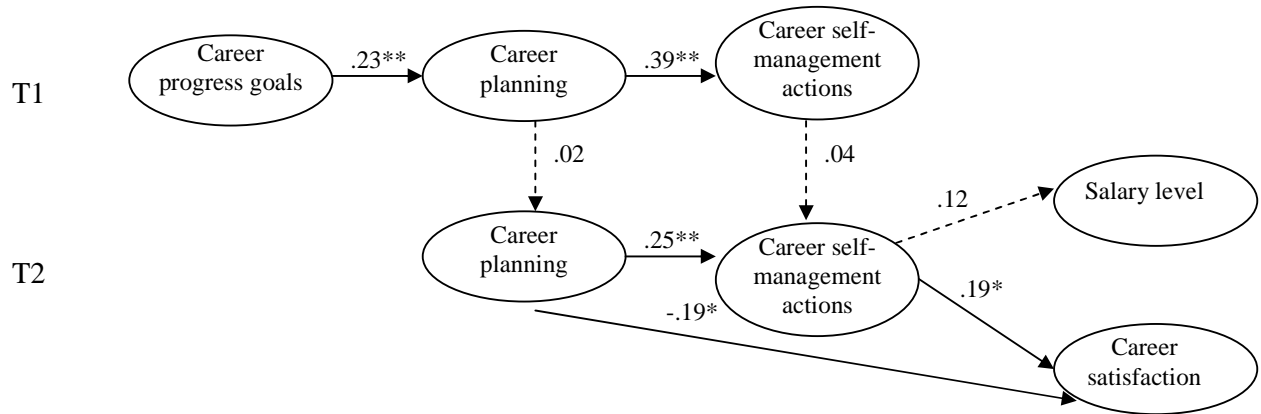 T1
Career
progress goals
.23**
Career
planning
.39**
Career self-
management
actions
.02
.04
T2
Career
planning
.25**
Career self-
management
actions
.12
Salary level
.19*
-.19*
Career
satisfaction